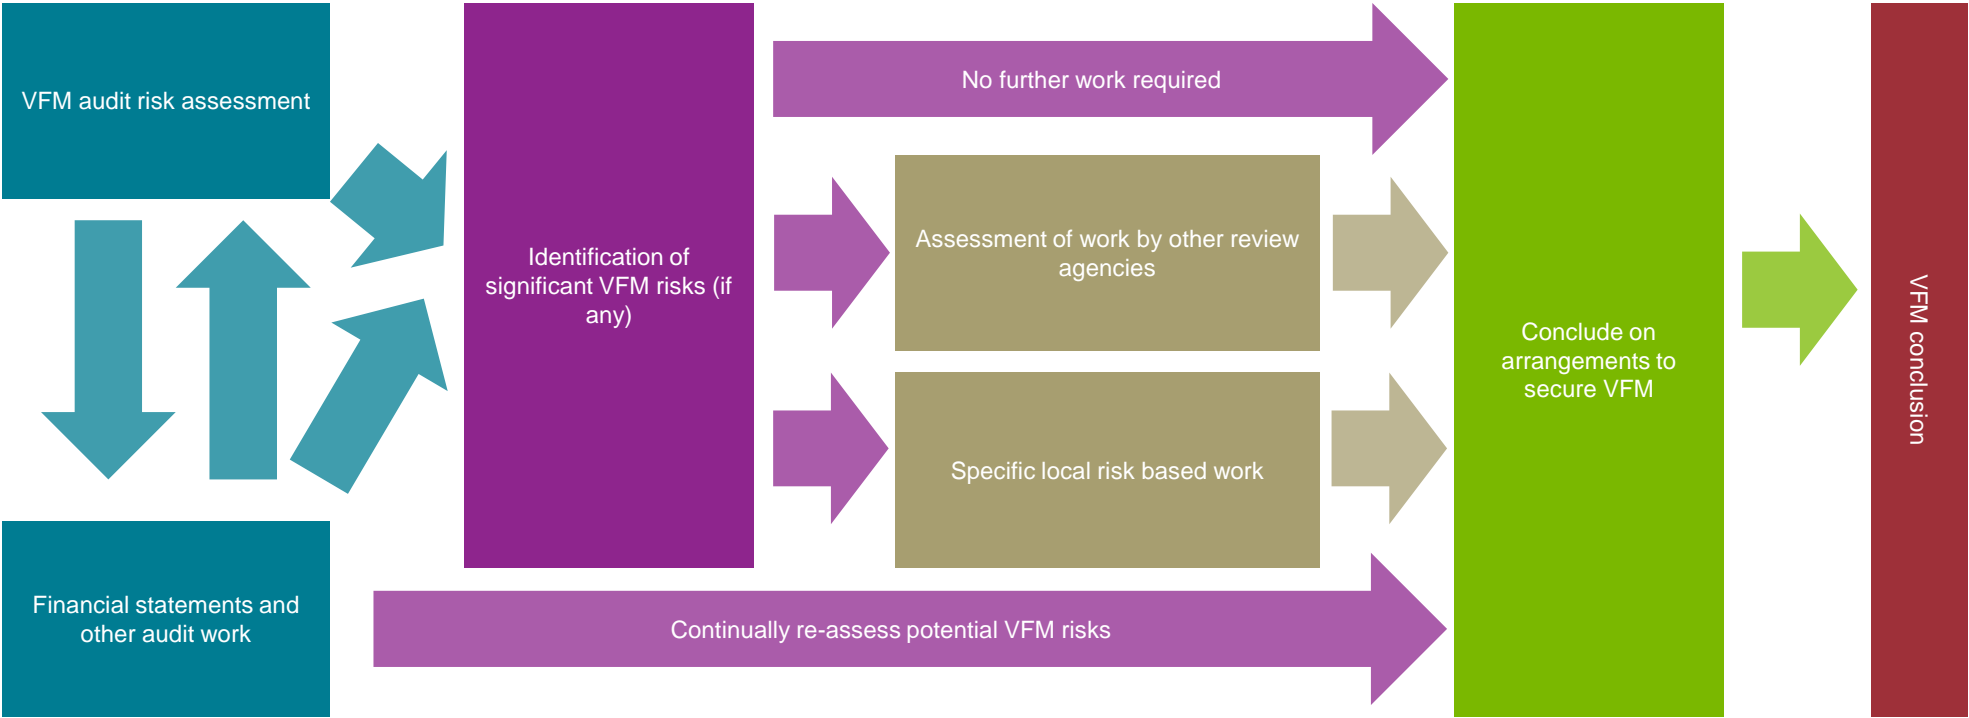 VFM audit risk assessment
Financial statements and
other audit work
Identification of
significant VFM risks (if
any)
No further work required
Assessment of work by other review
agencies
Specific local risk based work
Continually re-assess potential VFM risks
Conclude on
arrangements to
secure VFM
VFM conclusion